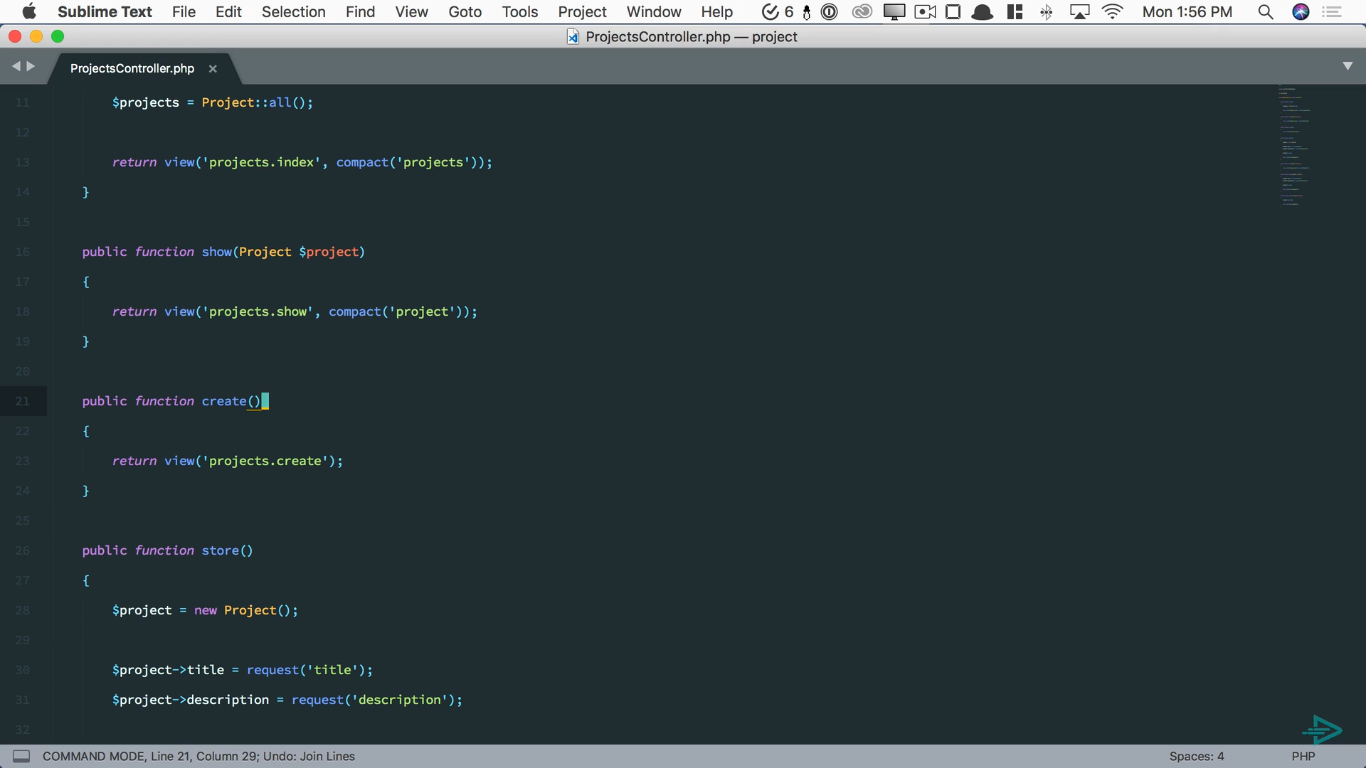 Sublime Text File Edit Selection Find View Goto Tools Project Window Help 6 Mon 1:56 PM
ProjectsController.php — project
ProjectsController.php ×
11 $projects = Project::all();
12
13 return view('projects.index', compact('projects'));
14 }
15
16 public function show(Project $project)
17 {
18 return view('projects.show', compact('project'));
19 }
20
21 public function create()
22 {
23 return view('projects.create');
24 }
25
26 public function store()
27 {
28 $project = new Project();
29
30 $project->title = request('title');
31 $project->description = request('description');
32
COMMAND MODE, Line 21, Column 29; Undo: Join Lines Spaces: 4 PHP